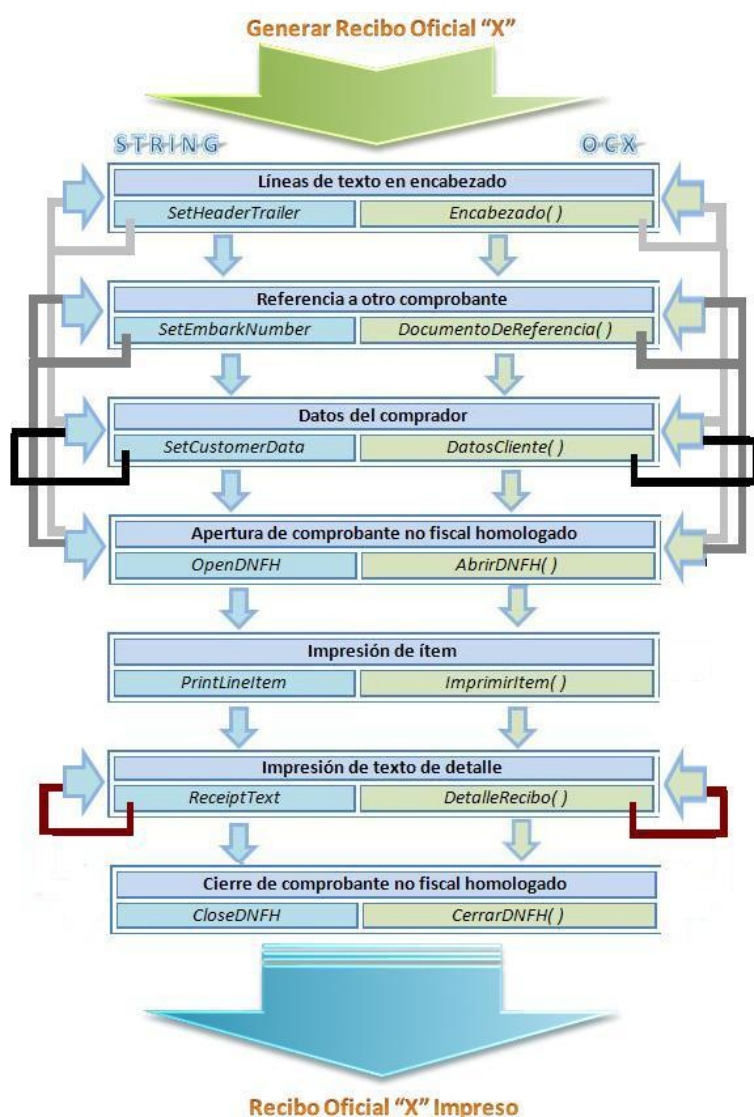 Generar Recibo Oficial “X”
STRING OCX
Líneas de texto en encabezado
SetHeaderTrailer Encabezado( )
Referencia a otro comprobante
SetEmbarkNumber DocumentoDeReferencia( )
Datos del comprador
SetCustomerData DatosCliente( )
Apertura de comprobante no fiscal homologado
OpenDNFH AbrirDNFH( )
Impresión de ítem
PrintLineItem ImprimirItem( )
Impresión de texto de detalle
ReceiptText DetalleRecibo( )
Cierre de comprobante no fiscal homologado
CloseDNFH CerrarDNFH( )
Recibo Oficial “X” Impreso